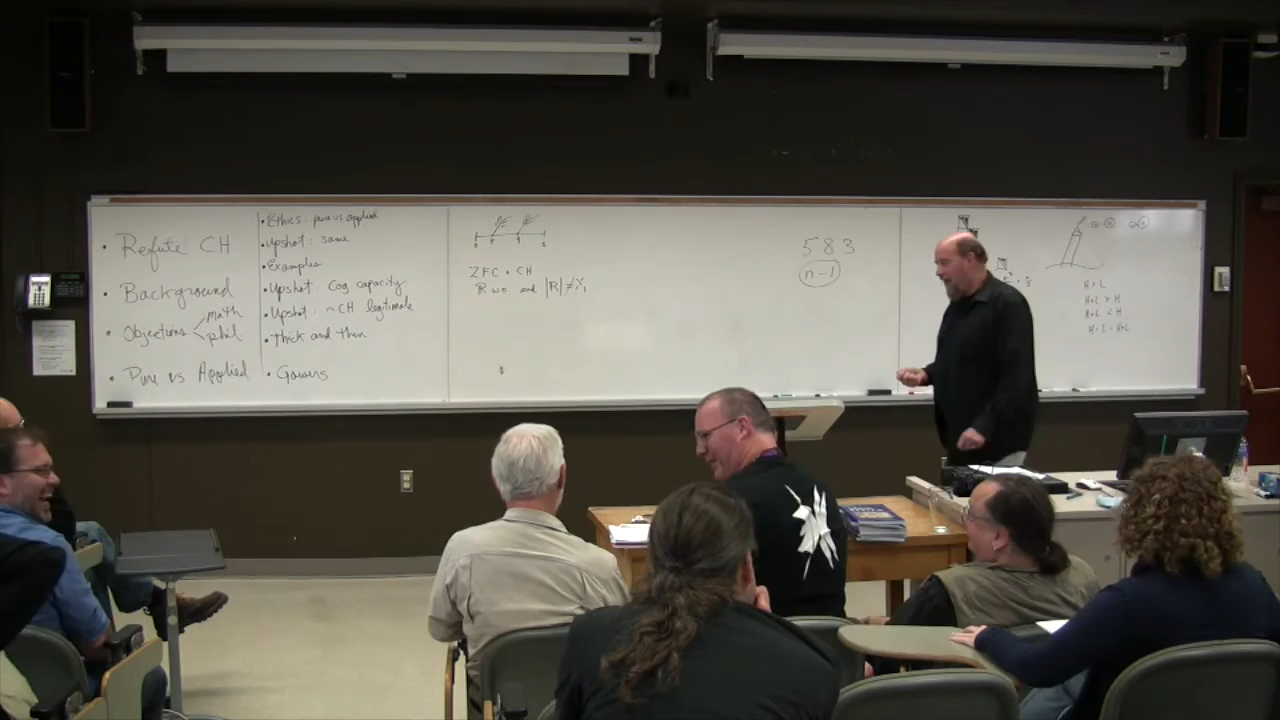 • Refute CH
• Background
• Objections < math
phil
• Pure vs Applied
• Ethics: pure vs applied
• Upshot: same
• Examples
• Upshot: Cog capacity
• Upshot: ~CH legitimate
• Thick and thin
• Gowers
ZFC + CH
R wo and |R| ≠ ℵ₁
583
n-1
H > L
H+L > H
H+L < H
H = L = H+L